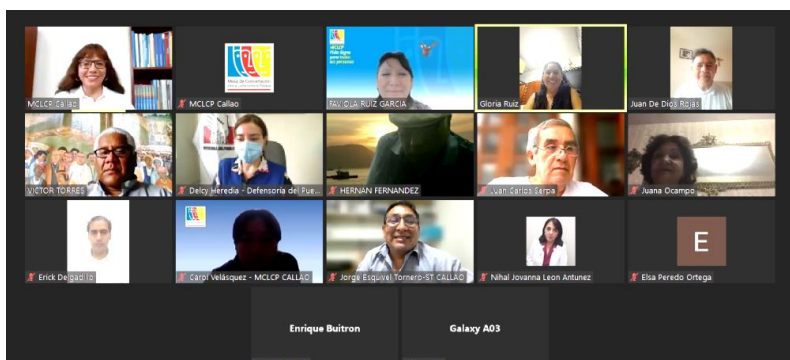 MCLCP Callao
MCLCP Callao
FAVIOLA RUIZ GARCIA
Gloria Ruiz
Juan De Dios Rojas
VICTOR TORRES
Delcy Heredia - Defensoría del Pue...
HERNAN FERNANDEZ
Juan Carlos Serpa
Juana Ocampo
Erick Delgadillo
Carol Velásquez - MCLCP CALLAO
Jorge Esquivel Tornero-ST CALLAO
Nihal Jovanna Leon Antunez
E
Elsa Peredo Ortega
Enrique Buitron
Galaxy A03